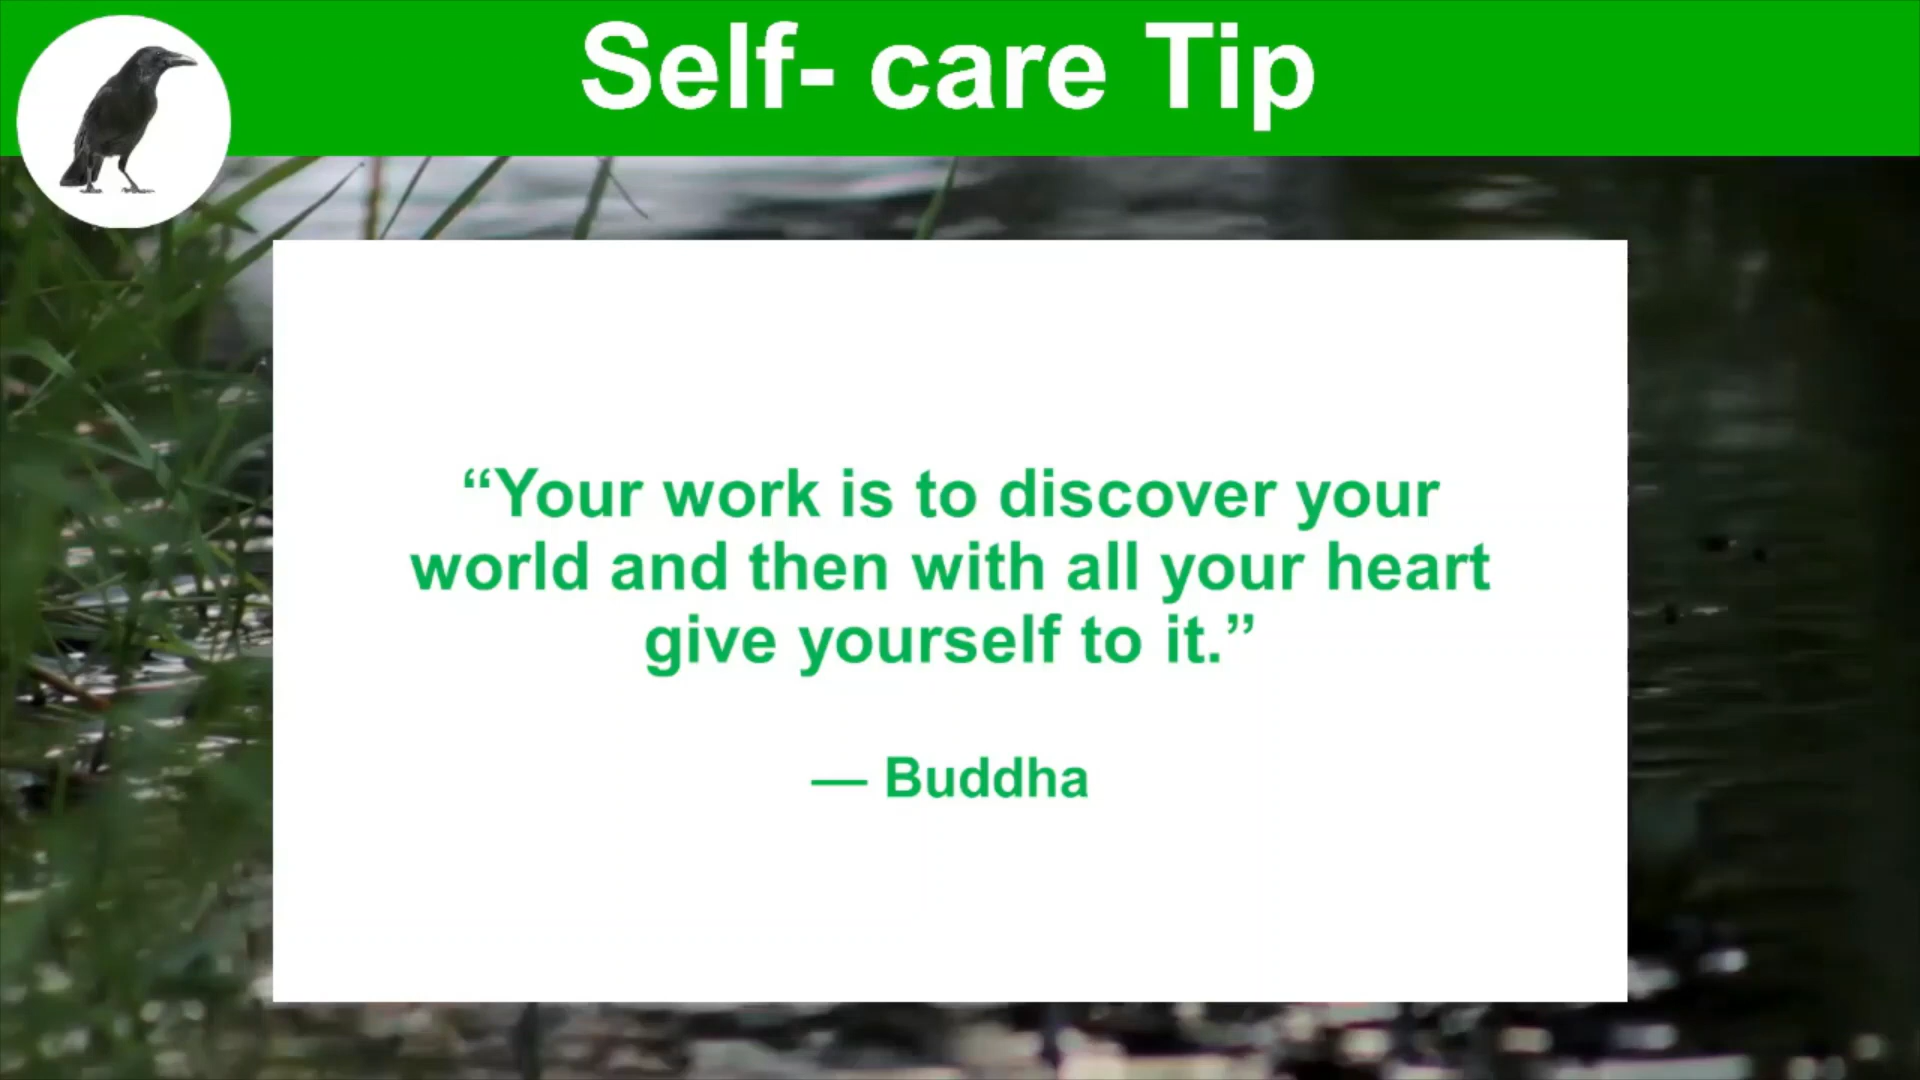 Self- care Tip
“Your work is to discover your
world and then with all your heart
give yourself to it.”
— Buddha